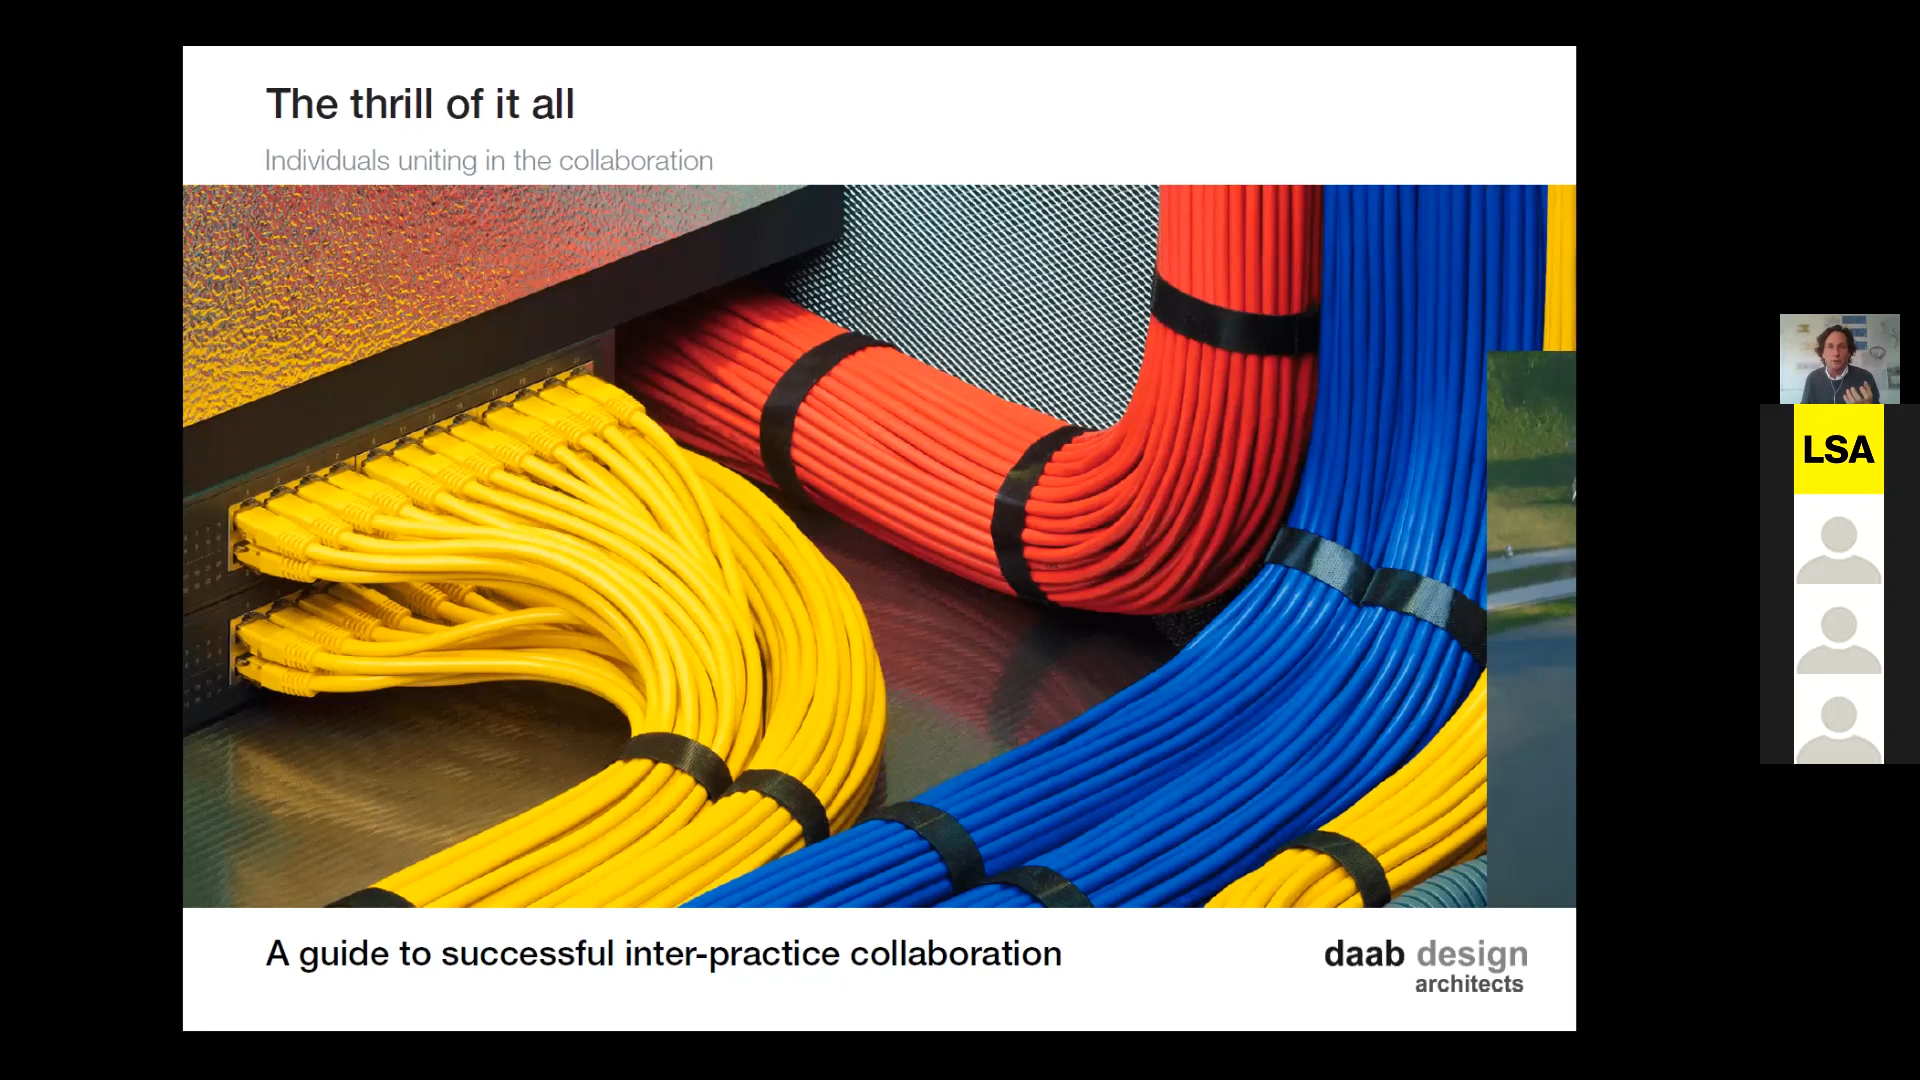 The thrill of it all
Individuals uniting in the collaboration
LSA
A guide to successful inter-practice collaboration
daab design
architects